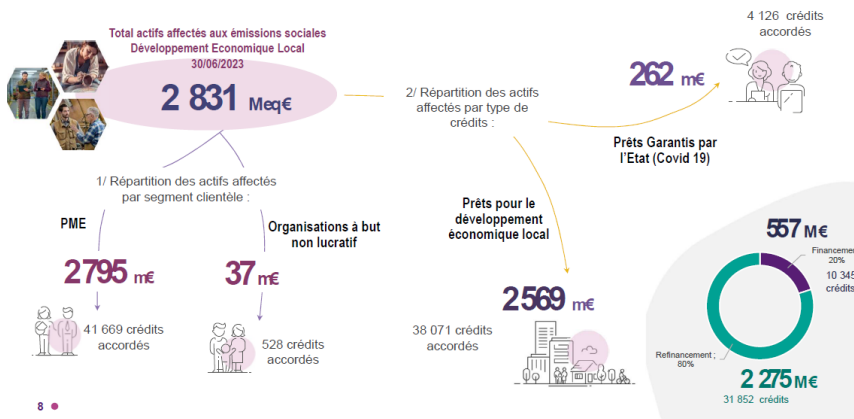 Total actifs affectés aux émissions sociales
Développement Economique Local
30/06/2023
2 831 Meq€
1/ Répartition des actifs affectés
par segment clientèle :
PME
2795 m€
41 669 crédits
accordés
Organisations à but
non lucratif
37 m€
528 crédits
accordés
2/ Répartition des actifs
affectés par type de
crédits :
262 m€
4 126 crédits
accordés
Prêts Garantis par
l'Etat (Covid 19)
Prêts pour le
développement
économique local
2569 m€
38 071 crédits
accordés
557 M€
20%
10 345
crédits
Refinancement ;
80%
2 275 M€
31 852 crédits
8